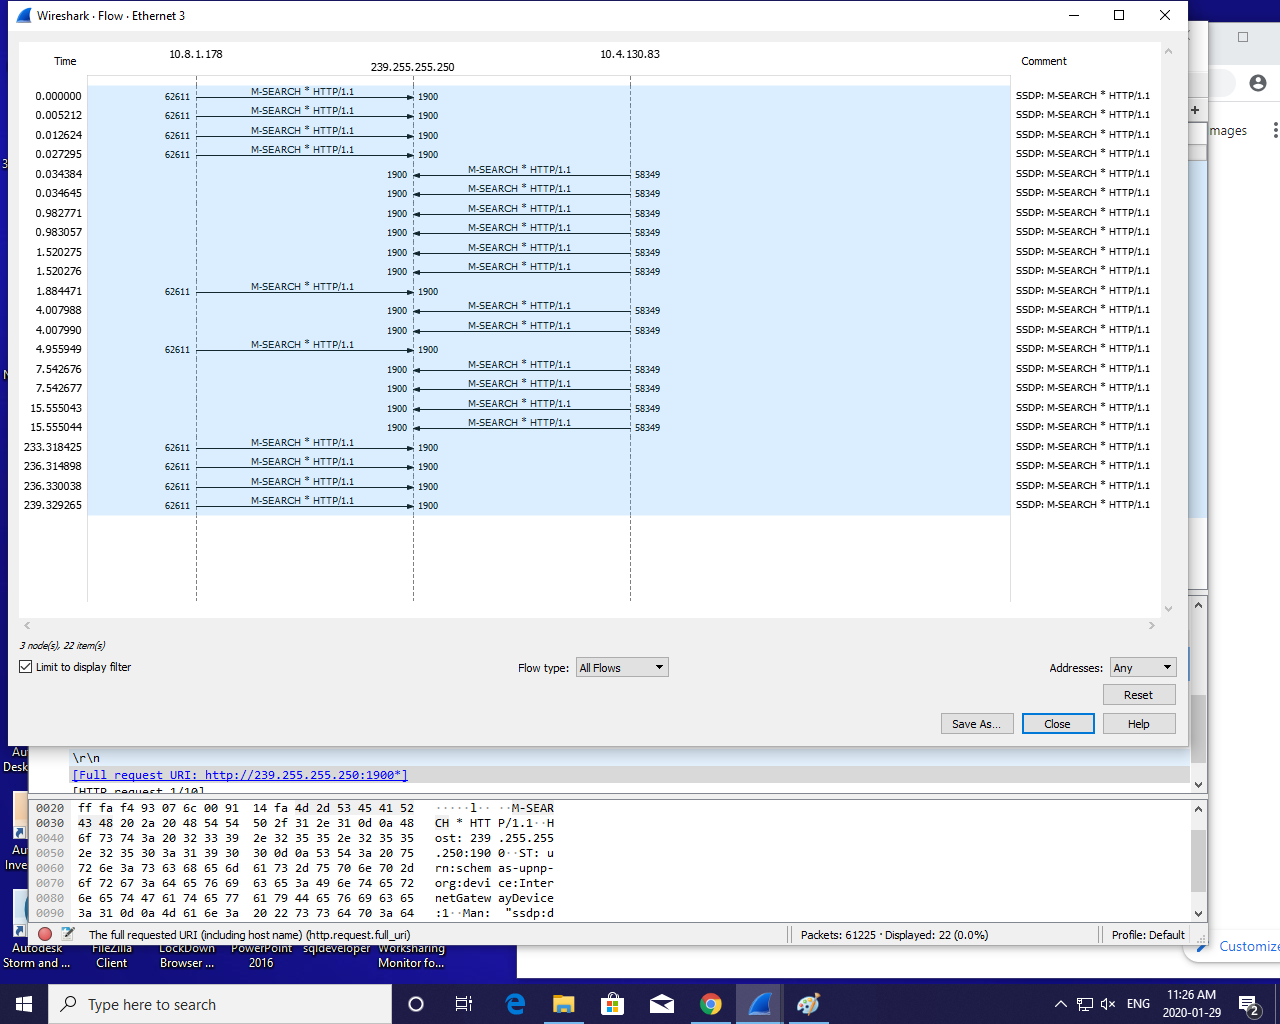 Wireshark · Flow · Ethernet 3
10.8.1.178
10.4.130.83
Time
239.255.255.250
Comment
0.000000 62611 M-SEARCH * HTTP/1.1 1900 SSDP: M-SEARCH * HTTP/1.1
0.005212 62611 M-SEARCH * HTTP/1.1 1900 SSDP: M-SEARCH * HTTP/1.1
0.012624 62611 M-SEARCH * HTTP/1.1 1900 SSDP: M-SEARCH * HTTP/1.1
0.027295 62611 M-SEARCH * HTTP/1.1 1900 SSDP: M-SEARCH * HTTP/1.1
0.034384 1900 M-SEARCH * HTTP/1.1 58349 SSDP: M-SEARCH * HTTP/1.1
0.034645 1900 M-SEARCH * HTTP/1.1 58349 SSDP: M-SEARCH * HTTP/1.1
0.982771 1900 M-SEARCH * HTTP/1.1 58349 SSDP: M-SEARCH * HTTP/1.1
0.983057 1900 M-SEARCH * HTTP/1.1 58349 SSDP: M-SEARCH * HTTP/1.1
1.520275 1900 M-SEARCH * HTTP/1.1 58349 SSDP: M-SEARCH * HTTP/1.1
1.520276 1900 M-SEARCH * HTTP/1.1 58349 SSDP: M-SEARCH * HTTP/1.1
1.884471 62611 M-SEARCH * HTTP/1.1 1900 SSDP: M-SEARCH * HTTP/1.1
4.007988 1900 M-SEARCH * HTTP/1.1 58349 SSDP: M-SEARCH * HTTP/1.1
4.007990 1900 M-SEARCH * HTTP/1.1 58349 SSDP: M-SEARCH * HTTP/1.1
4.955949 62611 M-SEARCH * HTTP/1.1 1900 SSDP: M-SEARCH * HTTP/1.1
7.542676 1900 M-SEARCH * HTTP/1.1 58349 SSDP: M-SEARCH * HTTP/1.1
7.542677 1900 M-SEARCH * HTTP/1.1 58349 SSDP: M-SEARCH * HTTP/1.1
15.555043 1900 M-SEARCH * HTTP/1.1 58349 SSDP: M-SEARCH * HTTP/1.1
15.555044 1900 M-SEARCH * HTTP/1.1 58349 SSDP: M-SEARCH * HTTP/1.1
233.318425 62611 M-SEARCH * HTTP/1.1 1900 SSDP: M-SEARCH * HTTP/1.1
236.314898 62611 M-SEARCH * HTTP/1.1 1900 SSDP: M-SEARCH * HTTP/1.1
236.330038 62611 M-SEARCH * HTTP/1.1 1900 SSDP: M-SEARCH * HTTP/1.1
239.329265 62611 M-SEARCH * HTTP/1.1 1900 SSDP: M-SEARCH * HTTP/1.1
mages
3 node(s), 22 item(s)
Limit to display filter
Flow type: All Flows
Addresses: Any
Reset
Save As... Close Help
\r\n
[Full request URI: http://239.255.255.250:1900*]
[HTTP request 1/10]
0020 ff fa f4 93 07 6c 00 91 14 fa 4d 2d 53 45 41 52 ·····l·· ··M-SEAR
0030 43 48 20 2a 20 48 54 54 50 2f 31 2e 31 0d 0a 48 CH * HTT P/1.1··H
0040 6f 73 74 3a 20 32 33 39 2e 32 35 35 2e 32 35 35 ost: 239 .255.255
0050 2e 32 35 30 3a 31 39 30 30 0d 0a 53 54 3a 20 75 .250:190 0··ST: u
0060 72 6e 3a 73 63 68 65 6d 61 73 2d 75 70 6e 70 2d rn:schem as-upnp-
0070 6f 72 67 3a 64 65 76 69 63 65 3a 49 6e 74 65 72 org:devi ce:Inter
0080 6e 65 74 47 61 74 65 77 61 79 44 65 76 69 63 65 netGatew ayDevice
0090 3a 31 0d 0a 4d 61 6e 3a 20 22 73 73 64 70 3a 64 :1··Man: "ssdp:d
The full requested URI (including host name) (http.request.full_uri)
Packets: 61225 · Displayed: 22 (0.0%)
Profile: Default
Au
Desk
Au
Inve
Autodesk
Storm and ...
FileZilla
Client
LockDown
Browser ...
PowerPoint
2016
sqldeveloper
Worksharing
Monitor fo...
Customize
Type here to search
ENG
11:26 AM
2020-01-29
2